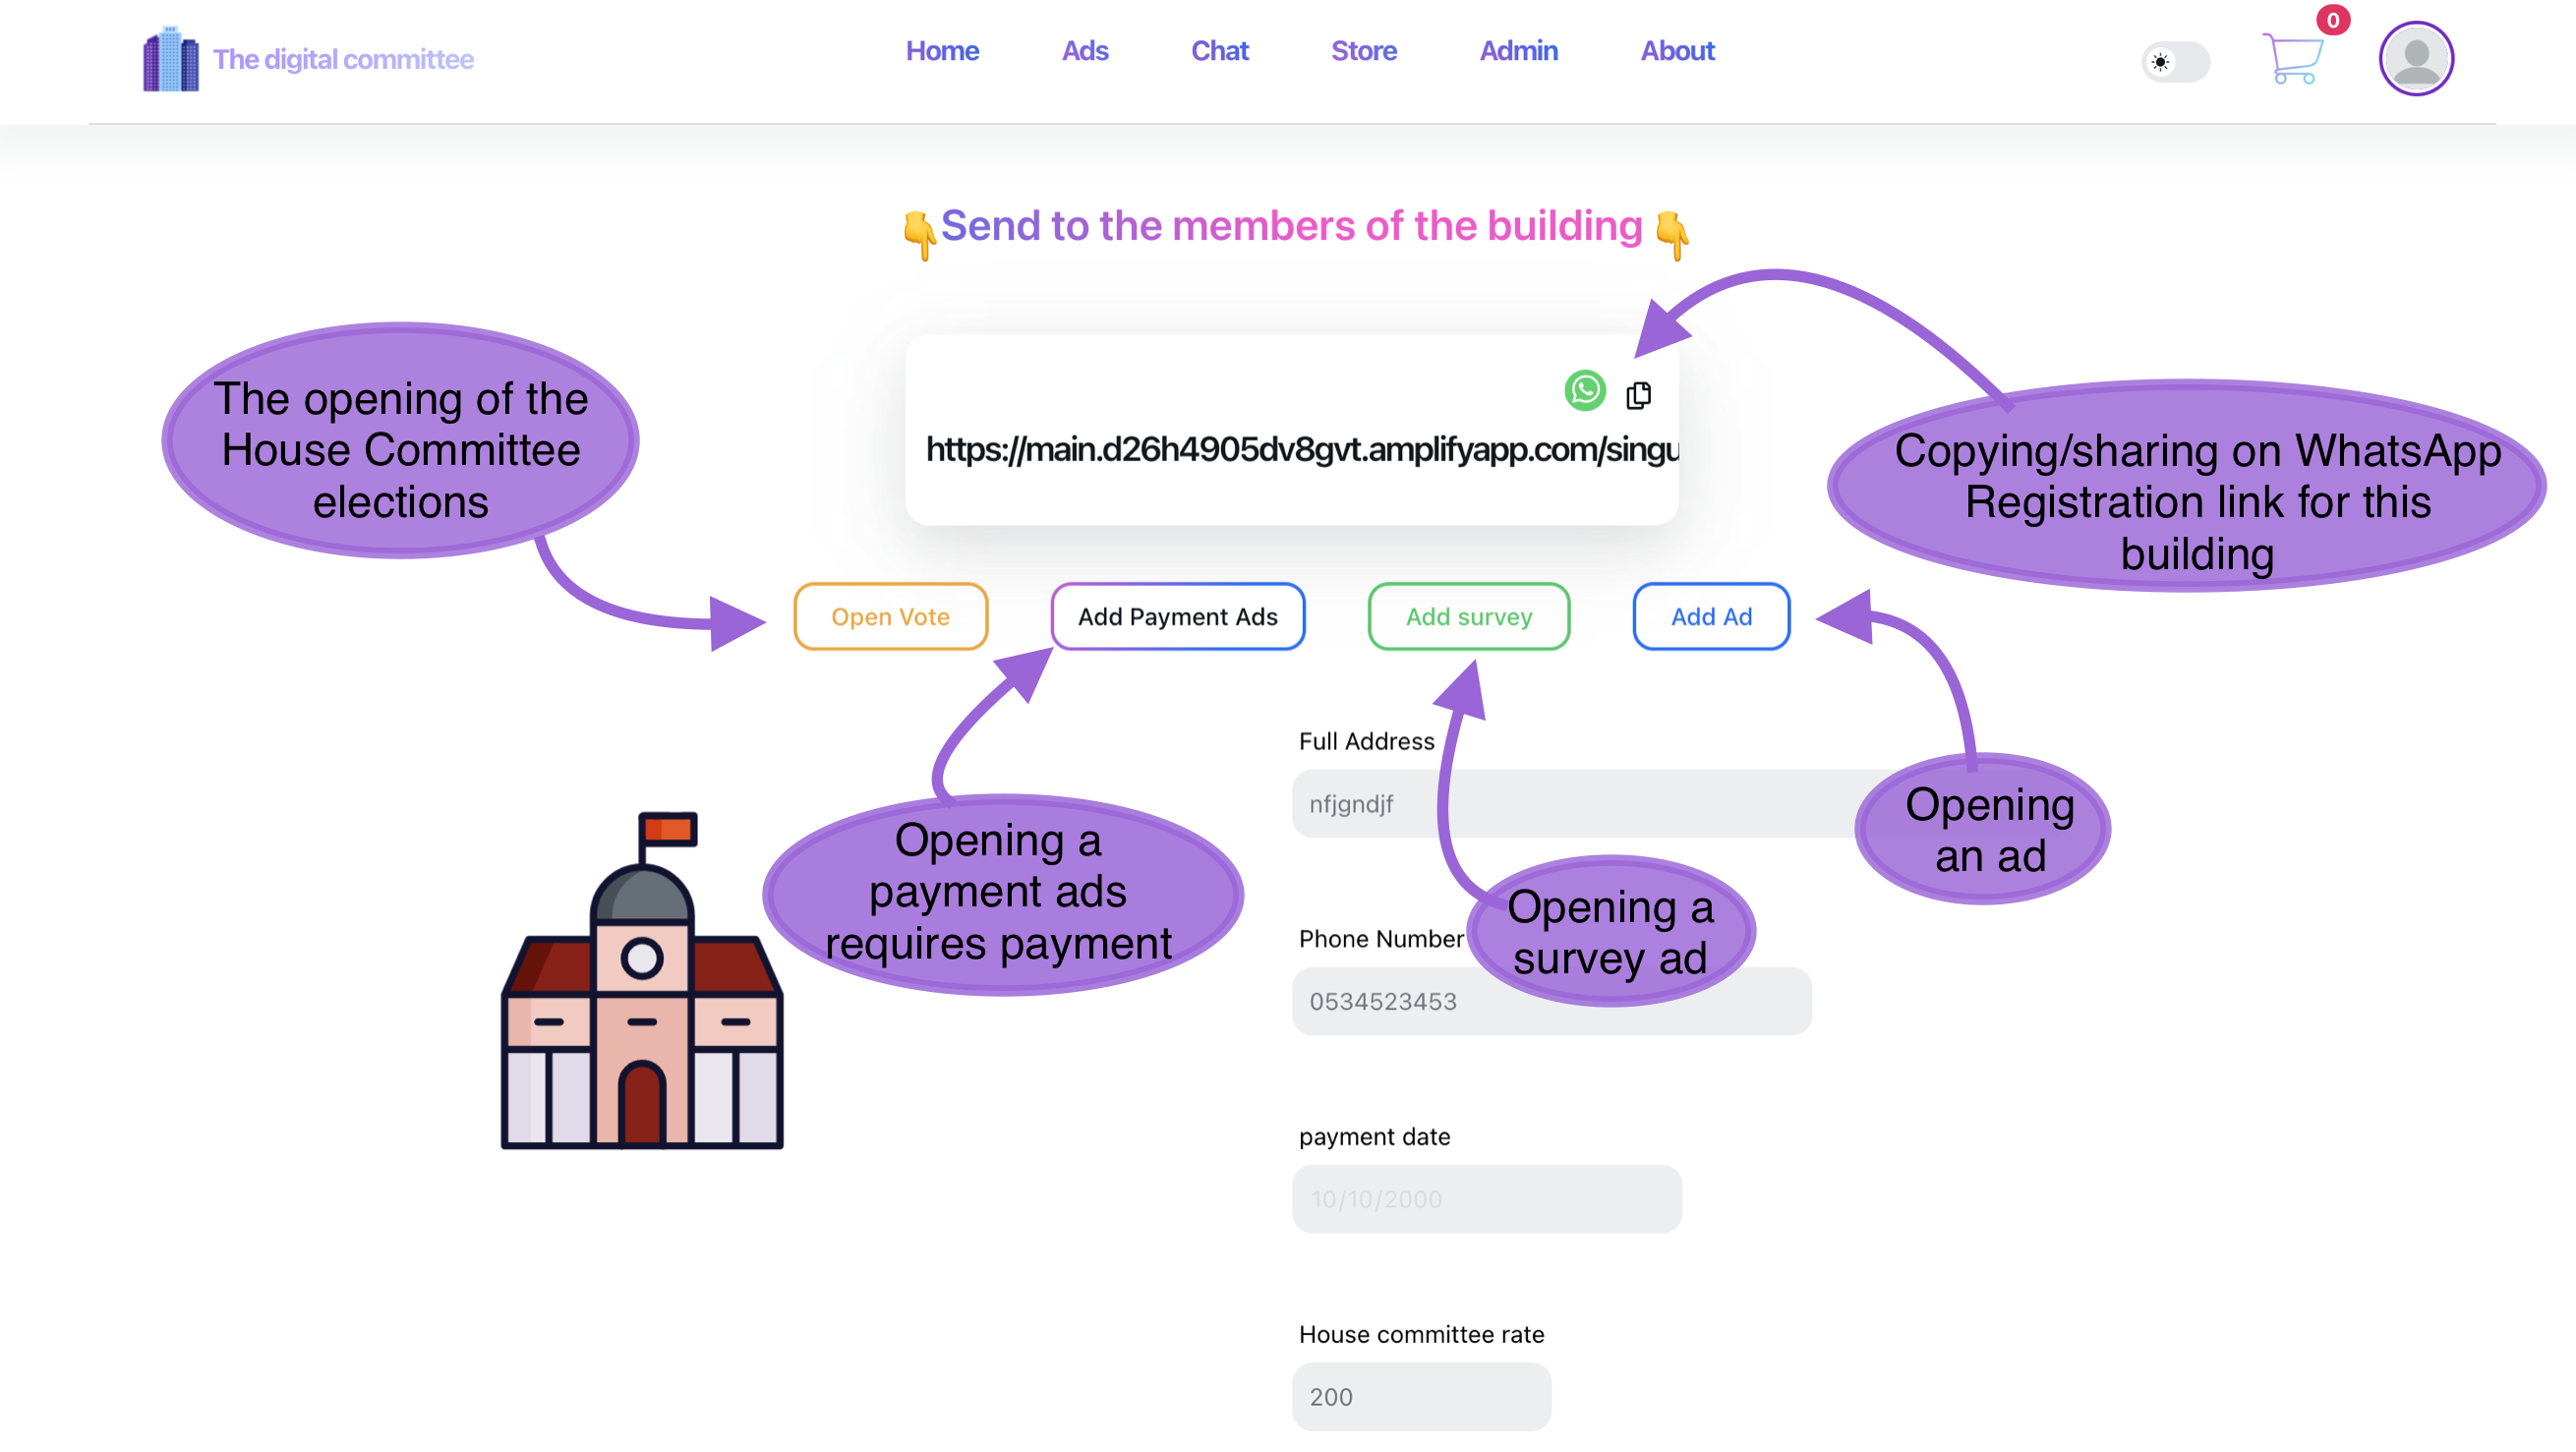 The digital committee
Home Ads Chat Store Admin About
0
Send to the members of the building
https://main.d26h4905dv8gvt.amplifyapp.com/singu
The opening of the
House Committee
elections
Copying/sharing on WhatsApp
Registration link for this
building
Open Vote
Add Payment Ads
Add survey
Add Ad
Opening a
payment ads
requires payment
Opening a
survey ad
Opening
an ad
Full Address
nfjgndjf
Phone Number
0534523453
payment date
10/10/2000
House committee rate
200